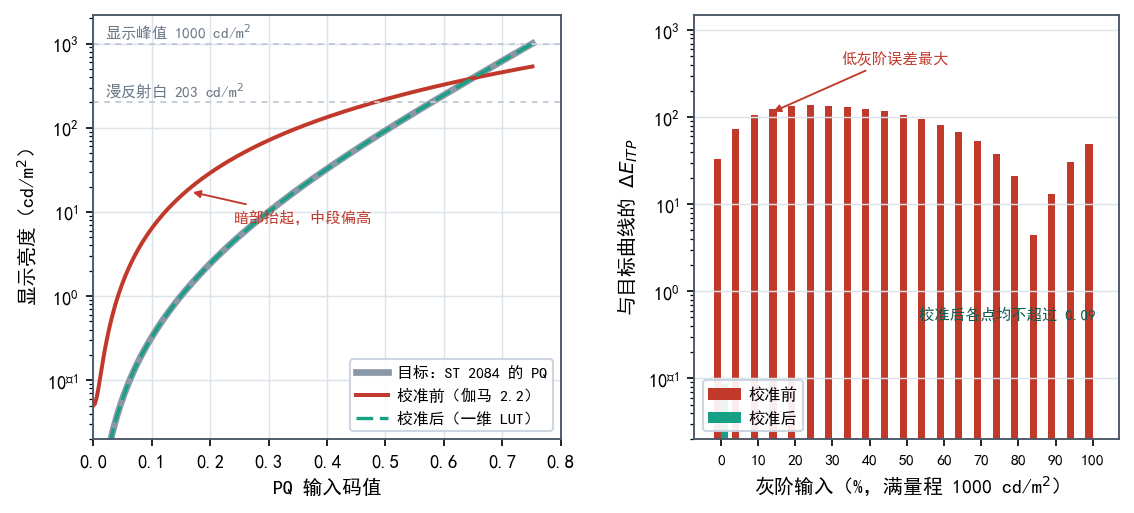 显示峰值 1000 cd/m²
漫反射白 203 cd/m²
暗部抬起，中段偏高
显示亮度（cd/m²）
10³
10²
10¹
10⁰
10¤1
目标：ST 2084 的 PQ
校准前（伽马 2.2）
校准后（一维 LUT）
0.0 0.1 0.2 0.3 0.4 0.5 0.6 0.7 0.8
PQ 输入码值
低灰阶误差最大
与目标曲线的 ΔE_ITP
10³
10²
10¹
10⁰
10¤1
校准后各点均不超过 0.09
校准前
校准后
0 10 20 30 40 50 60 70 80 90 100
灰阶输入（%，满量程 1000 cd/m²）